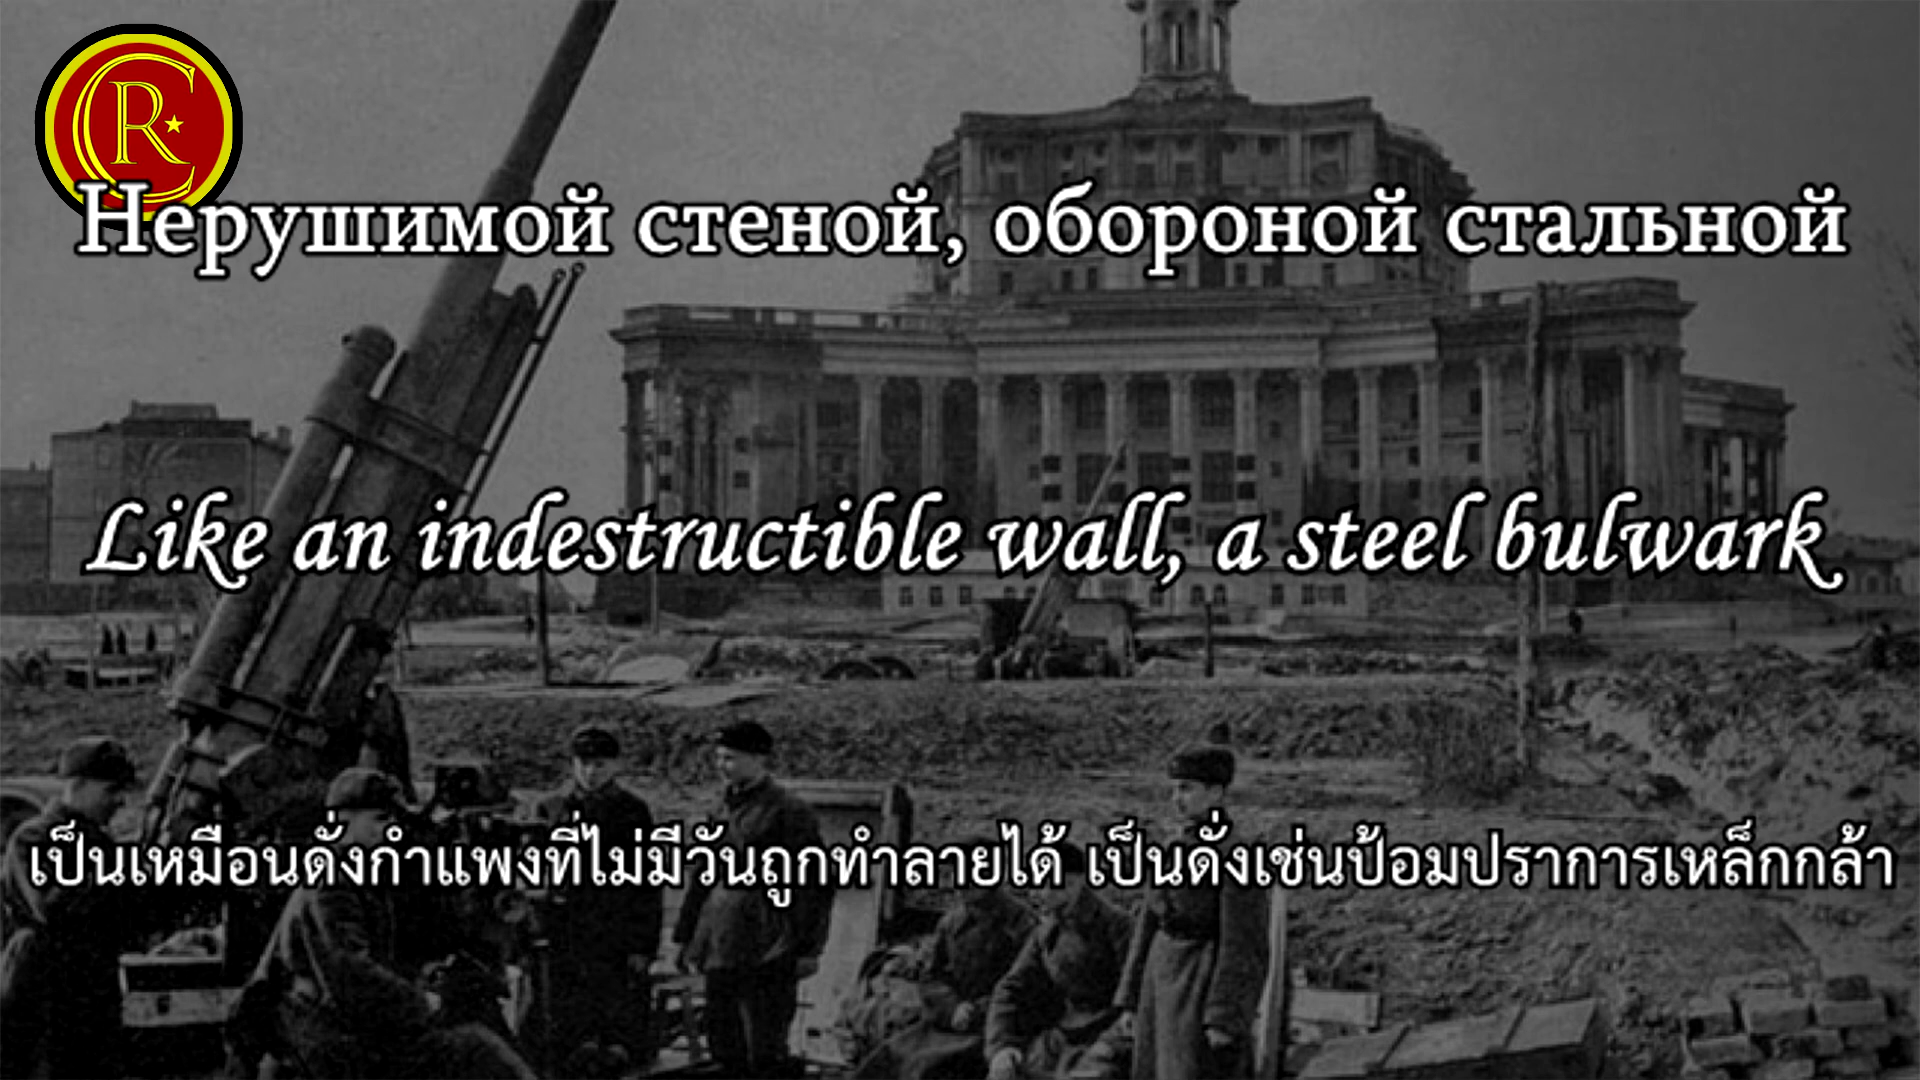 CR
Нерушимой стеной, обороной стальной
Like an indestructible wall, a steel bulwark
เป็นเหมือนดั่งกำแพงที่ไม่มีวันถูกทำลายได้ เป็นดั่งเช่นป้อมปราการเหล็กกล้า